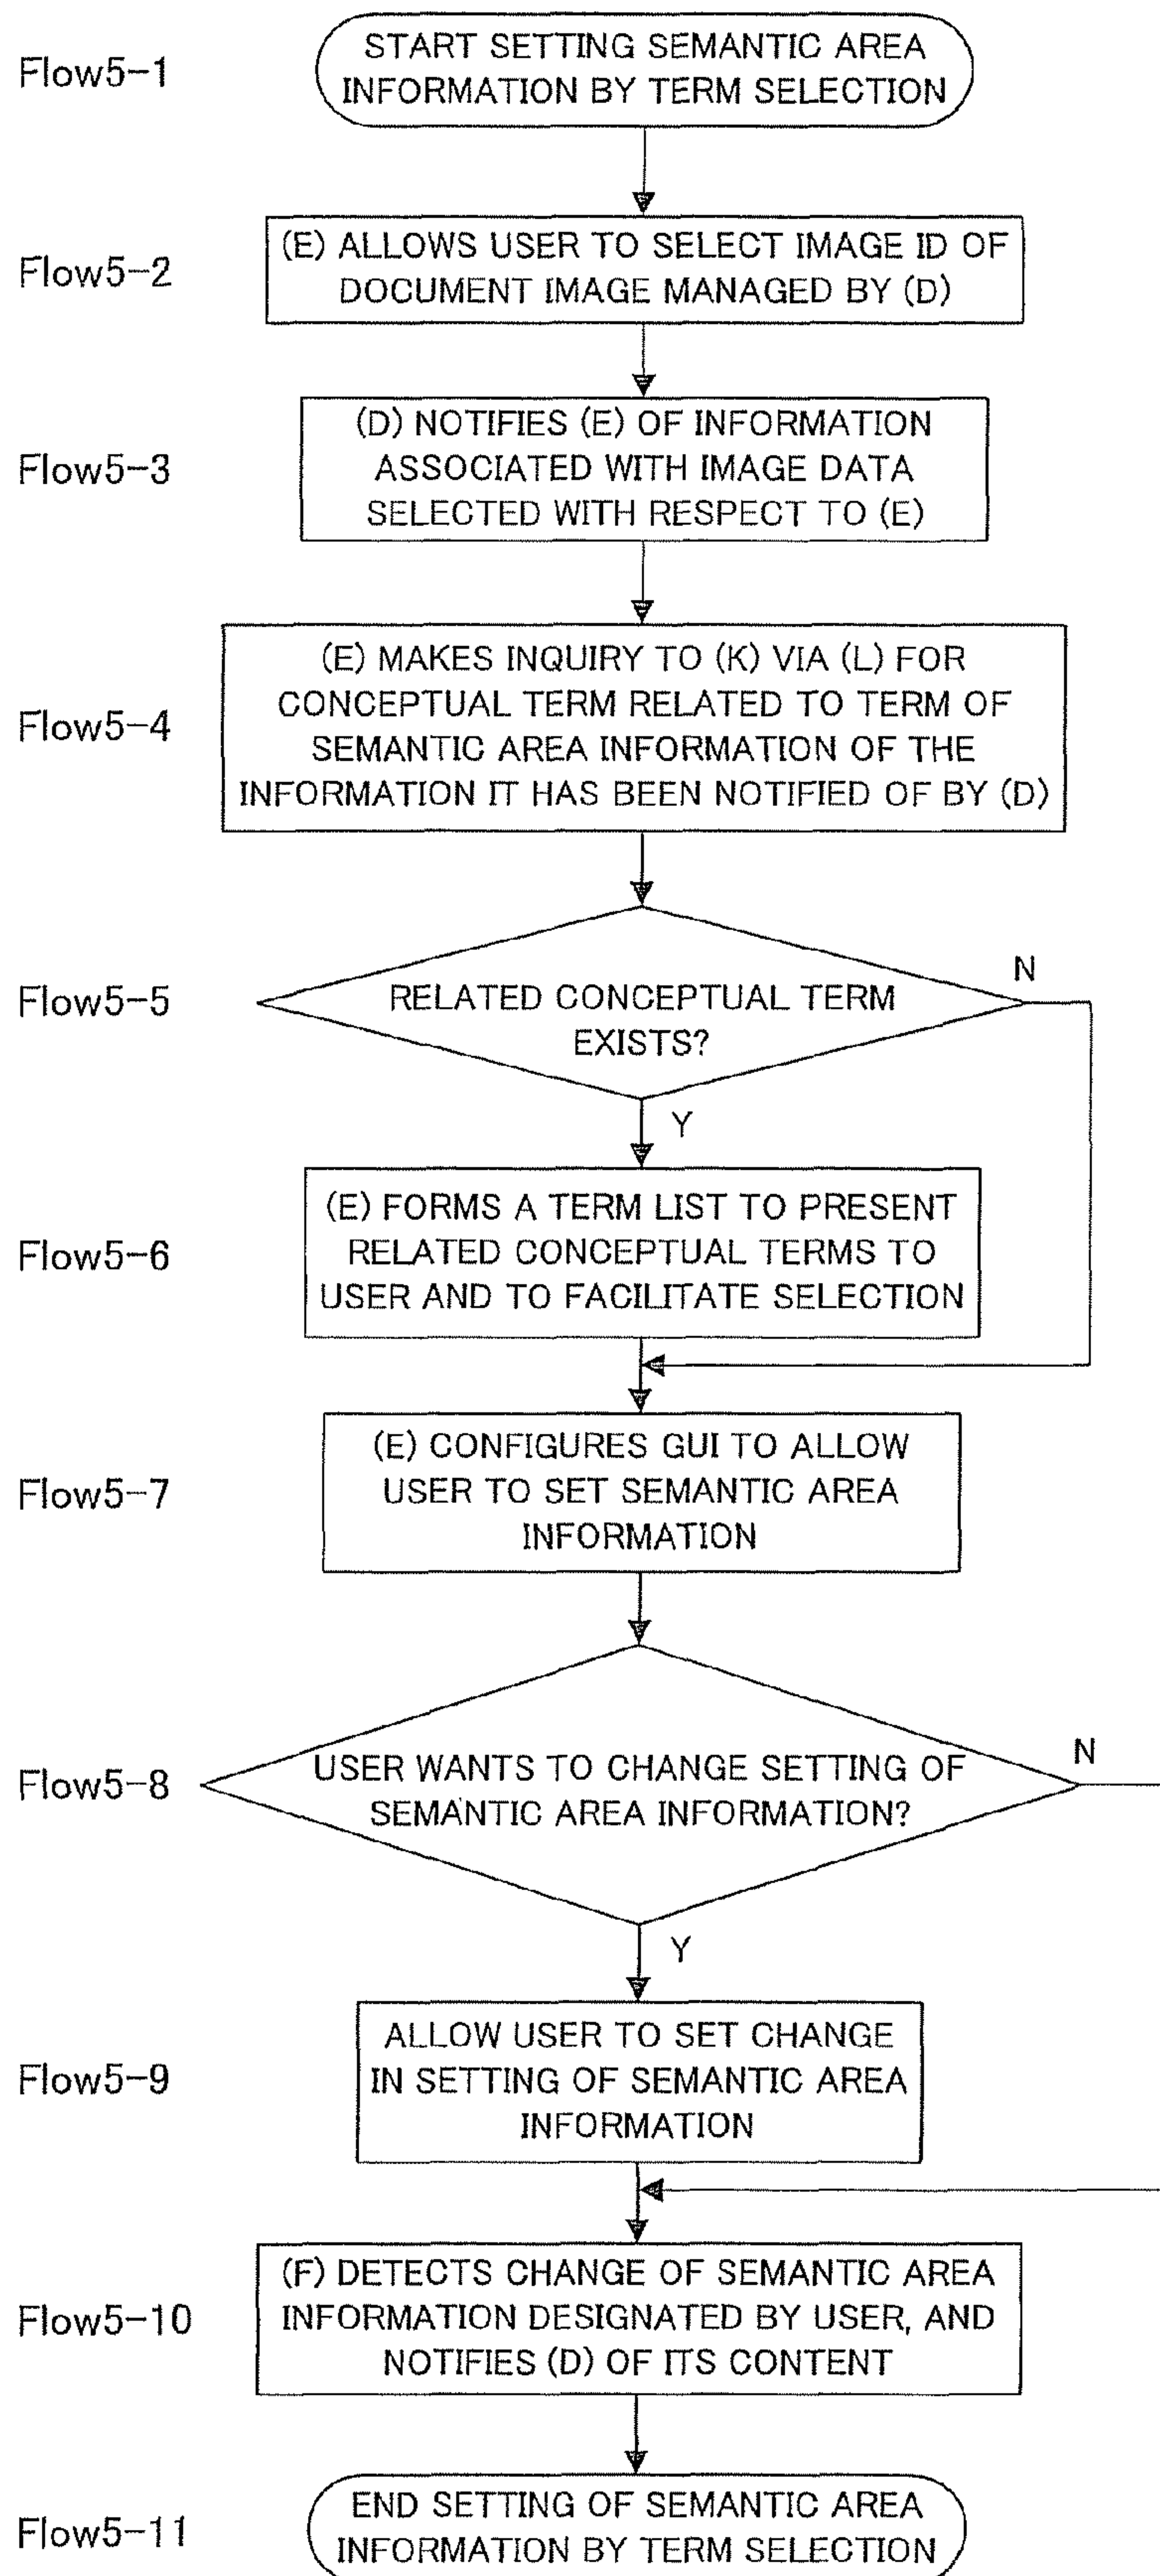 Flow5-1
START SETTING SEMANTIC AREA
INFORMATION BY TERM SELECTION
Flow5-2
(E) ALLOWS USER TO SELECT IMAGE ID OF
DOCUMENT IMAGE MANAGED BY (D)
Flow5-3
(D) NOTIFIES (E) OF INFORMATION
ASSOCIATED WITH IMAGE DATA
SELECTED WITH RESPECT TO (E)
Flow5-4
(E) MAKES INQUIRY TO (K) VIA (L) FOR
CONCEPTUAL TERM RELATED TO TERM OF
SEMANTIC AREA INFORMATION OF THE
INFORMATION IT HAS BEEN NOTIFIED OF BY (D)
Flow5-5
RELATED CONCEPTUAL TERM
EXISTS?
N
Y
Flow5-6
(E) FORMS A TERM LIST TO PRESENT
RELATED CONCEPTUAL TERMS TO
USER AND TO FACILITATE SELECTION
Flow5-7
(E) CONFIGURES GUI TO ALLOW
USER TO SET SEMANTIC AREA
INFORMATION
Flow5-8
USER WANTS TO CHANGE SETTING OF
SEMANTIC AREA INFORMATION?
N
Y
Flow5-9
ALLOW USER TO SET CHANGE
IN SETTING OF SEMANTIC AREA
INFORMATION
Flow5-10
(F) DETECTS CHANGE OF SEMANTIC AREA
INFORMATION DESIGNATED BY USER, AND
NOTIFIES (D) OF ITS CONTENT
Flow5-11
END SETTING OF SEMANTIC AREA
INFORMATION BY TERM SELECTION